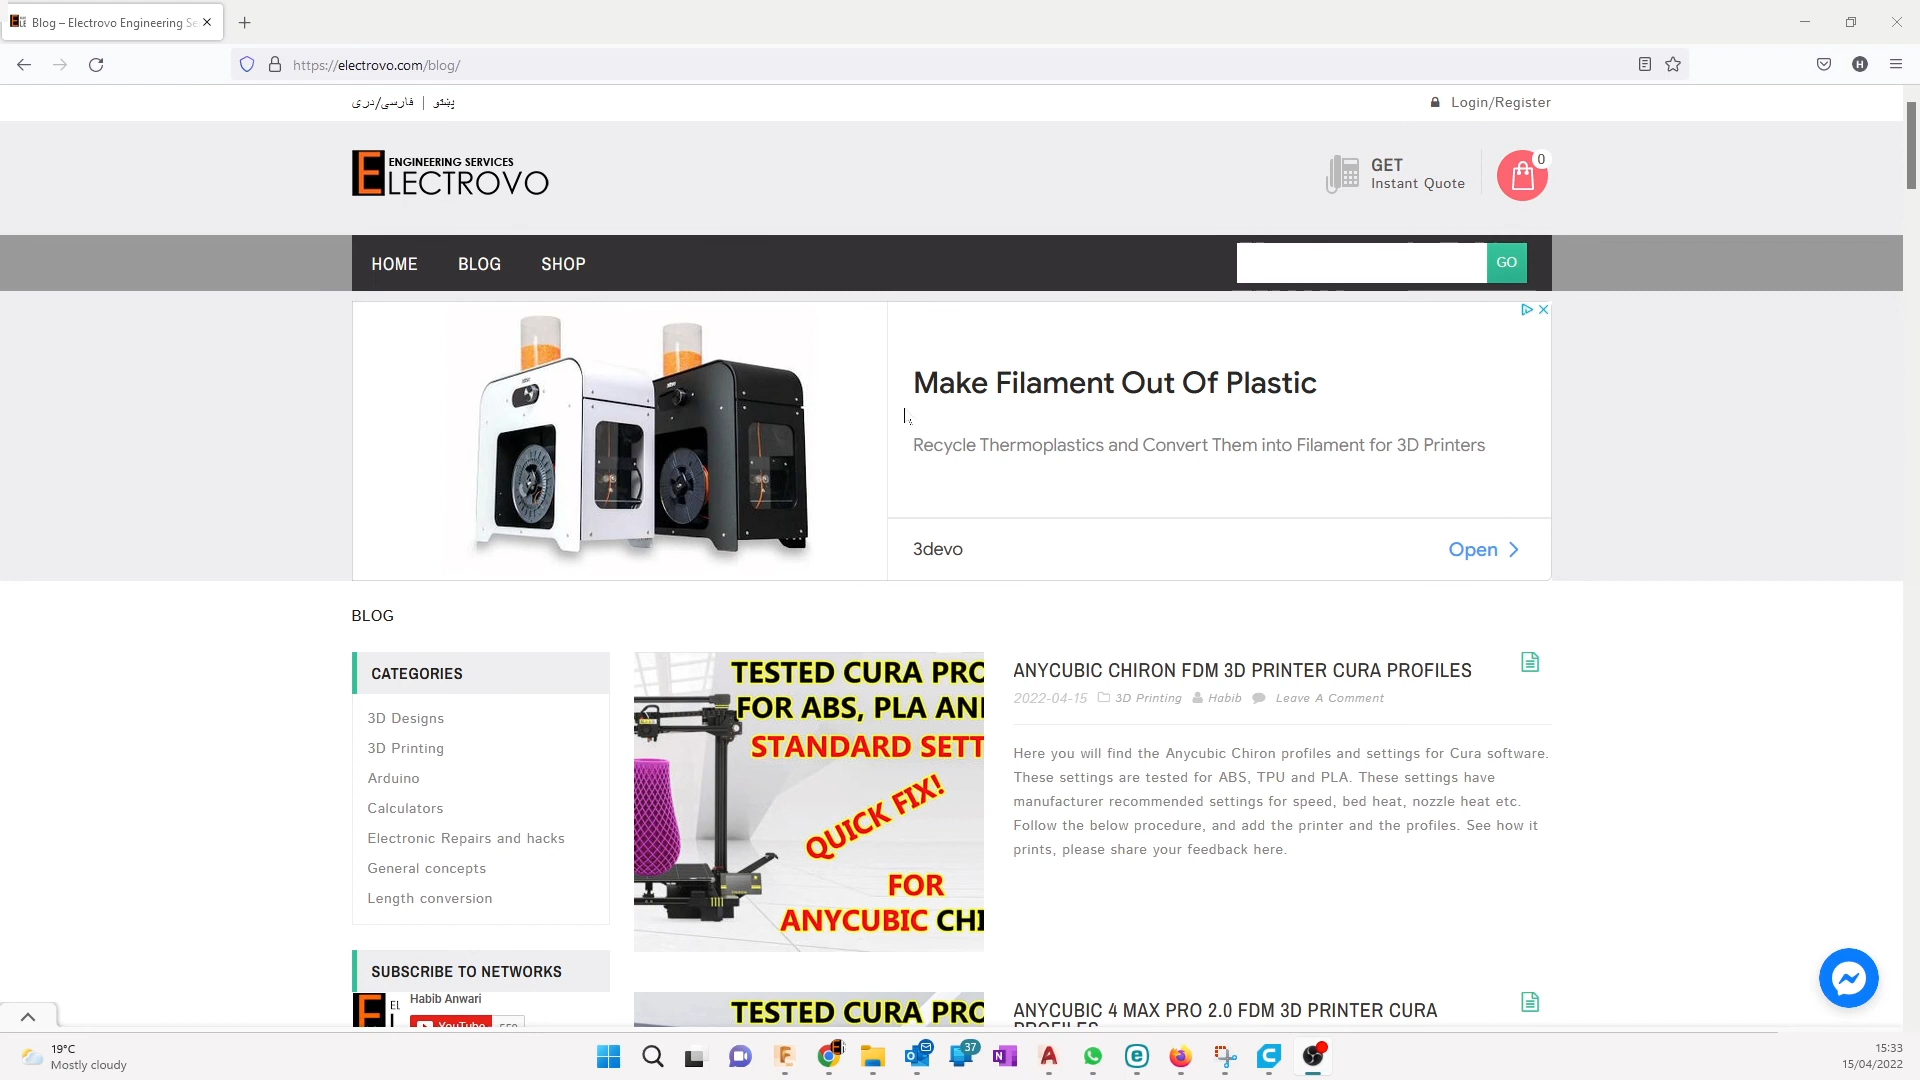 Blog – Electrovo Engineering Se
https://electrovo.com/blog/
فارسی/دری | پښتو
Login/Register
ENGINEERING SERVICES
ELECTROVO
GET
Instant Quote
0
HOME
BLOG
SHOP
GO
Make Filament Out Of Plastic
Recycle Thermoplastics and Convert Them into Filament for 3D Printers
3devo
Open
BLOG
CATEGORIES
3D Designs
3D Printing
Arduino
Calculators
Electronic Repairs and hacks
General concepts
Length conversion
SUBSCRIBE TO NETWORKS
Habib Anwari
YouTube
TESTED CURA PRO
FOR ABS, PLA AN
STANDARD SETT
QUICK FIX!
FOR
ANYCUBIC CHI
ANYCUBIC CHIRON FDM 3D PRINTER CURA PROFILES
2022-04-15 3D Printing Habib Leave A Comment
Here you will find the Anycubic Chiron profiles and settings for Cura software.
These settings are tested for ABS, TPU and PLA. These settings have
manufacturer recommended settings for speed, bed heat, nozzle heat etc.
Follow the below procedure, and add the printer and the profiles. See how it
prints, please share your feedback here.
TESTED CURA PRO
ANYCUBIC 4 MAX PRO 2.0 FDM 3D PRINTER CURA
PROFILES
19°C
Mostly cloudy
37
15:33
15/04/2022